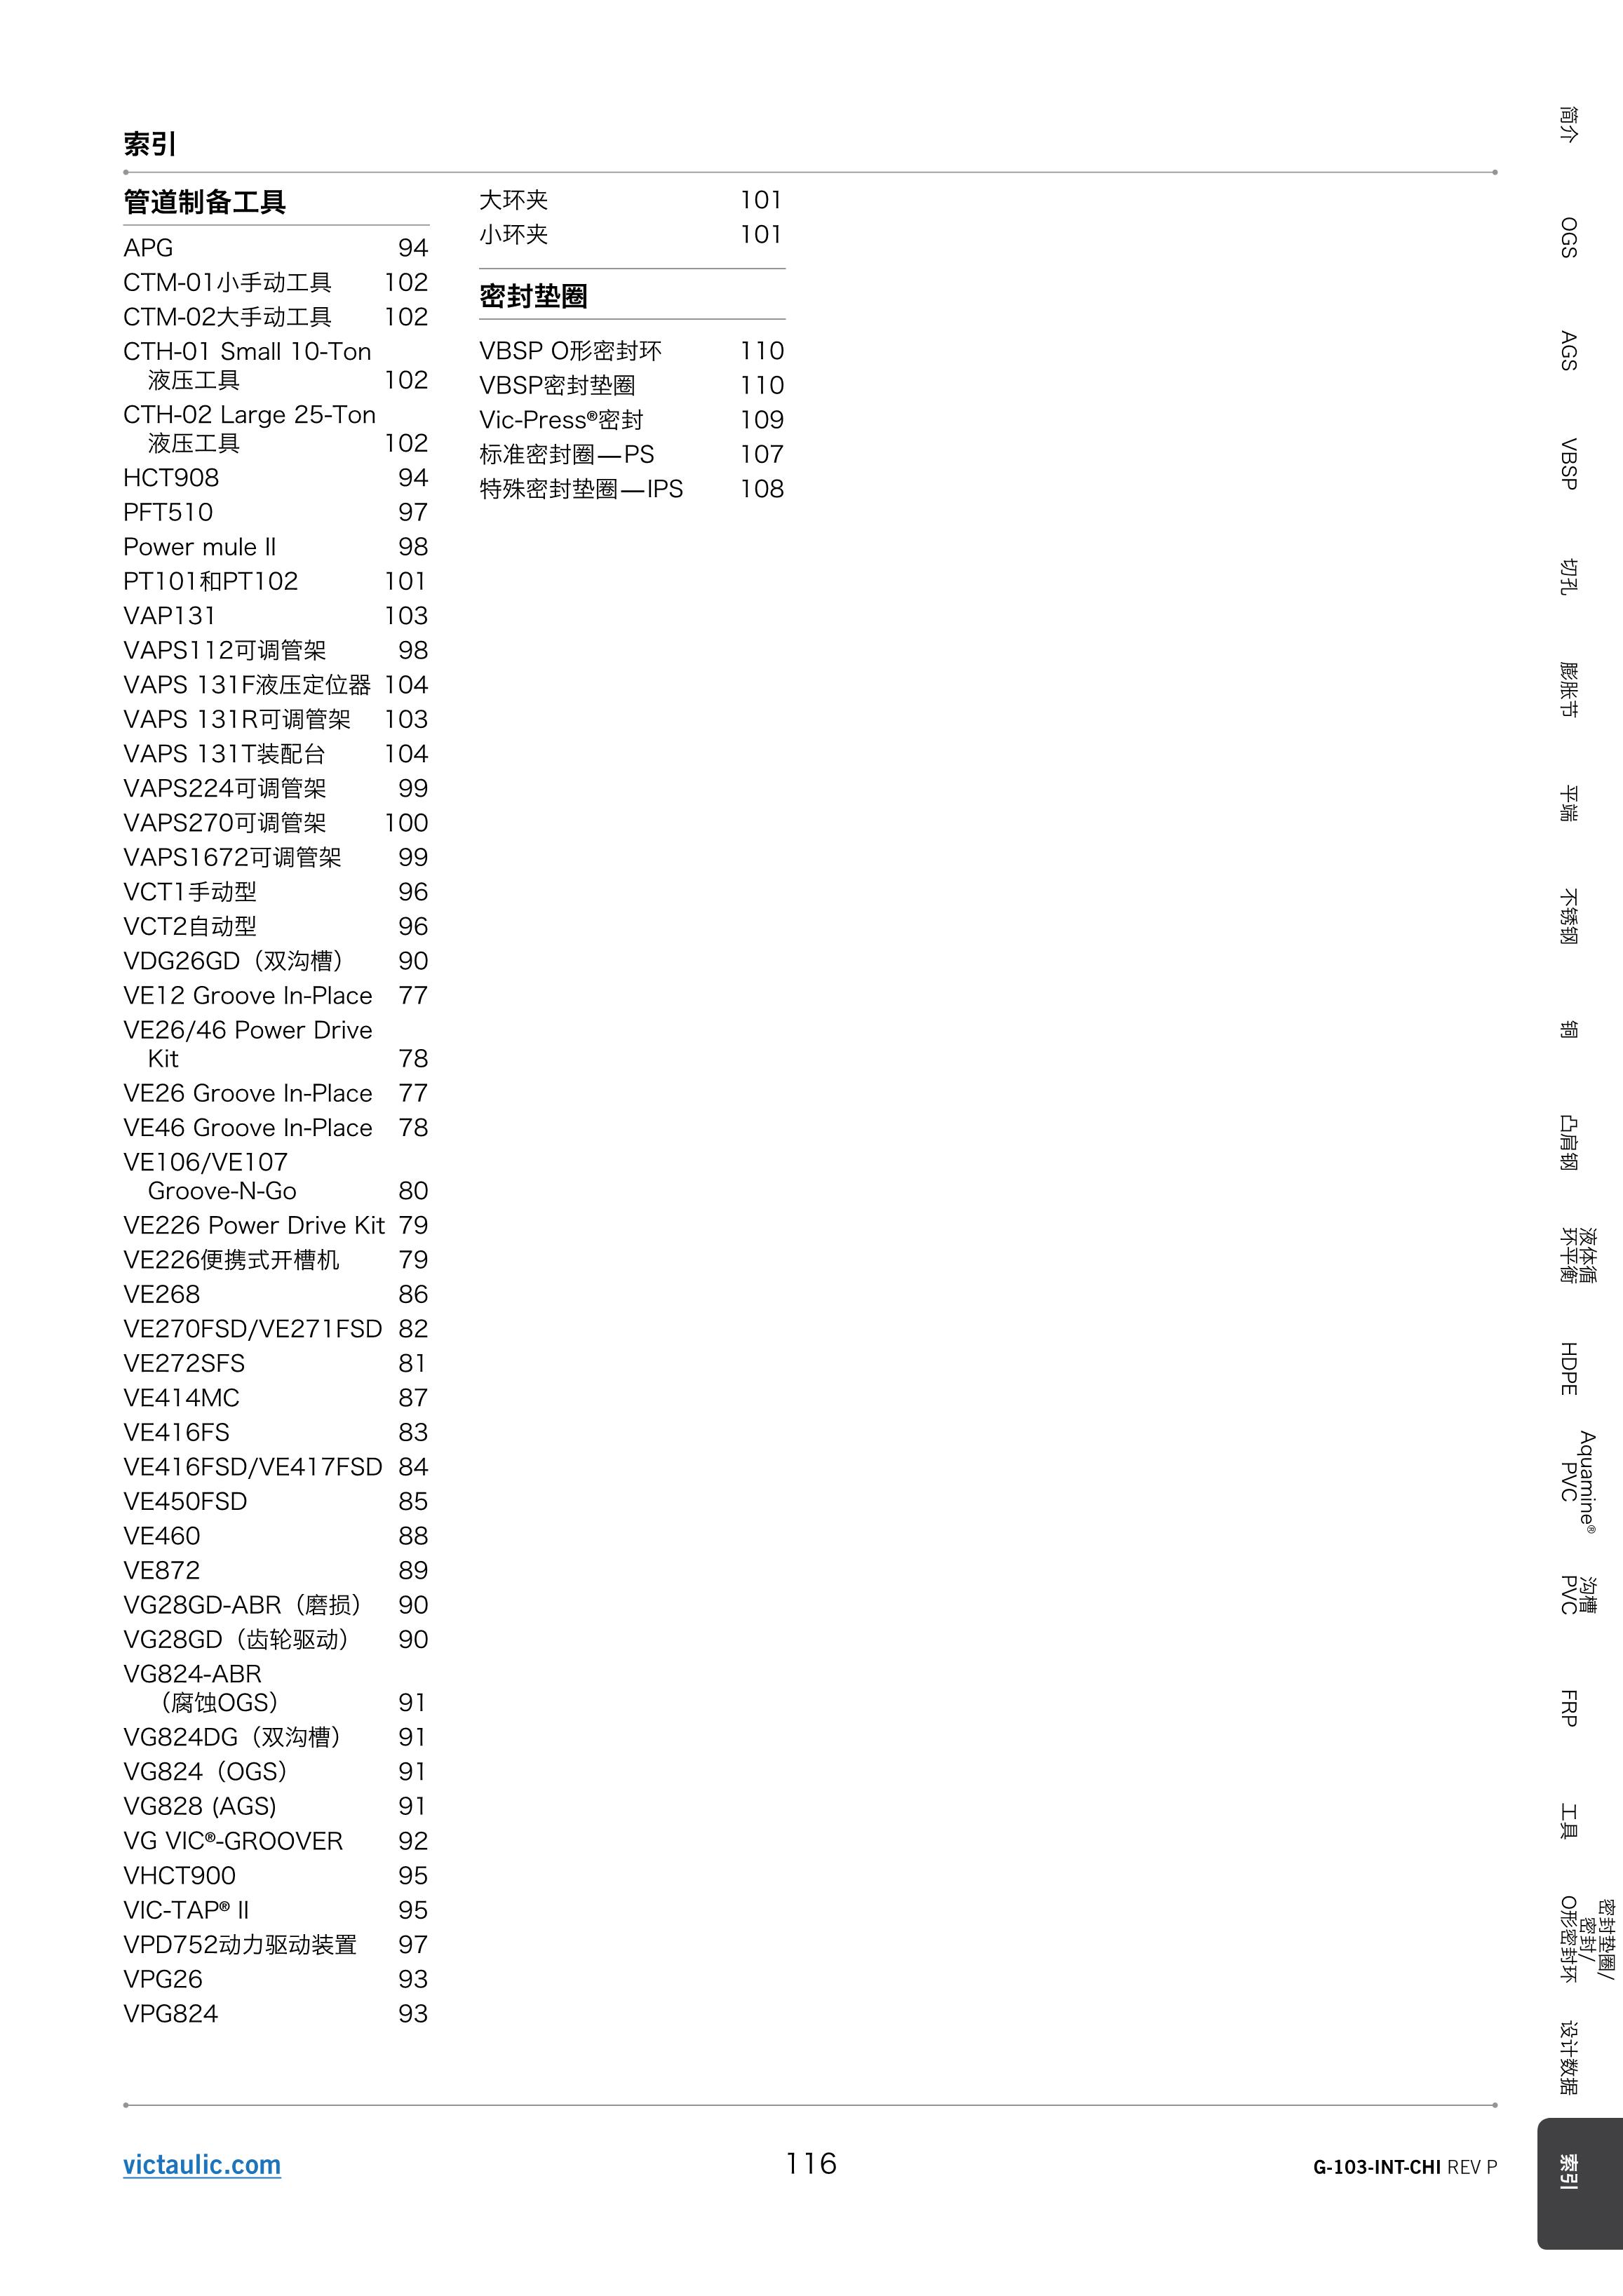 索引
管道制备工具
APG 94
CTM-01小手动工具 102
CTM-02大手动工具 102
CTH-01 Small 10-Ton
液压工具 102
CTH-02 Large 25-Ton
液压工具 102
HCT908 94
PFT510 97
Power mule II 98
PT101和PT102 101
VAP131 103
VAPS112可调管架 98
VAPS 131F液压定位器 104
VAPS 131R可调管架 103
VAPS 131T装配台 104
VAPS224可调管架 99
VAPS270可调管架 100
VAPS1672可调管架 99
VCT1手动型 96
VCT2自动型 96
VDG26GD（双沟槽） 90
VE12 Groove In-Place 77
VE26/46 Power Drive
Kit 78
VE26 Groove In-Place 77
VE46 Groove In-Place 78
VE106/VE107
Groove-N-Go 80
VE226 Power Drive Kit 79
VE226便携式开槽机 79
VE268 86
VE270FSD/VE271FSD 82
VE272SFS 81
VE414MC 87
VE416FS 83
VE416FSD/VE417FSD 84
VE450FSD 85
VE460 88
VE872 89
VG28GD-ABR（磨损） 90
VG28GD（齿轮驱动） 90
VG824-ABR
（腐蚀OGS） 91
VG824DG（双沟槽） 91
VG824（OGS） 91
VG828 (AGS) 91
VG VIC®-GROOVER 92
VHCT900 95
VIC-TAP® II 95
VPD752动力驱动装置 97
VPG26 93
VPG824 93
大环夹 101
小环夹 101
密封垫圈
VBSP O形密封环 110
VBSP密封垫圈 110
Vic-Press®密封 109
标准密封圈—PS 107
特殊密封垫圈—IPS 108
简介
OGS
AGS
VBSP
切孔
膨胀节
平端
不锈钢
铜
凸肩钢
液体循
环平衡
HDPE
Aquamine®
PVC
沟槽
PVC
FRP
工具
密封垫圈/
密封/
O形密封环
设计数据
索引
victaulic.com
116
G-103-INT-CHI REV P